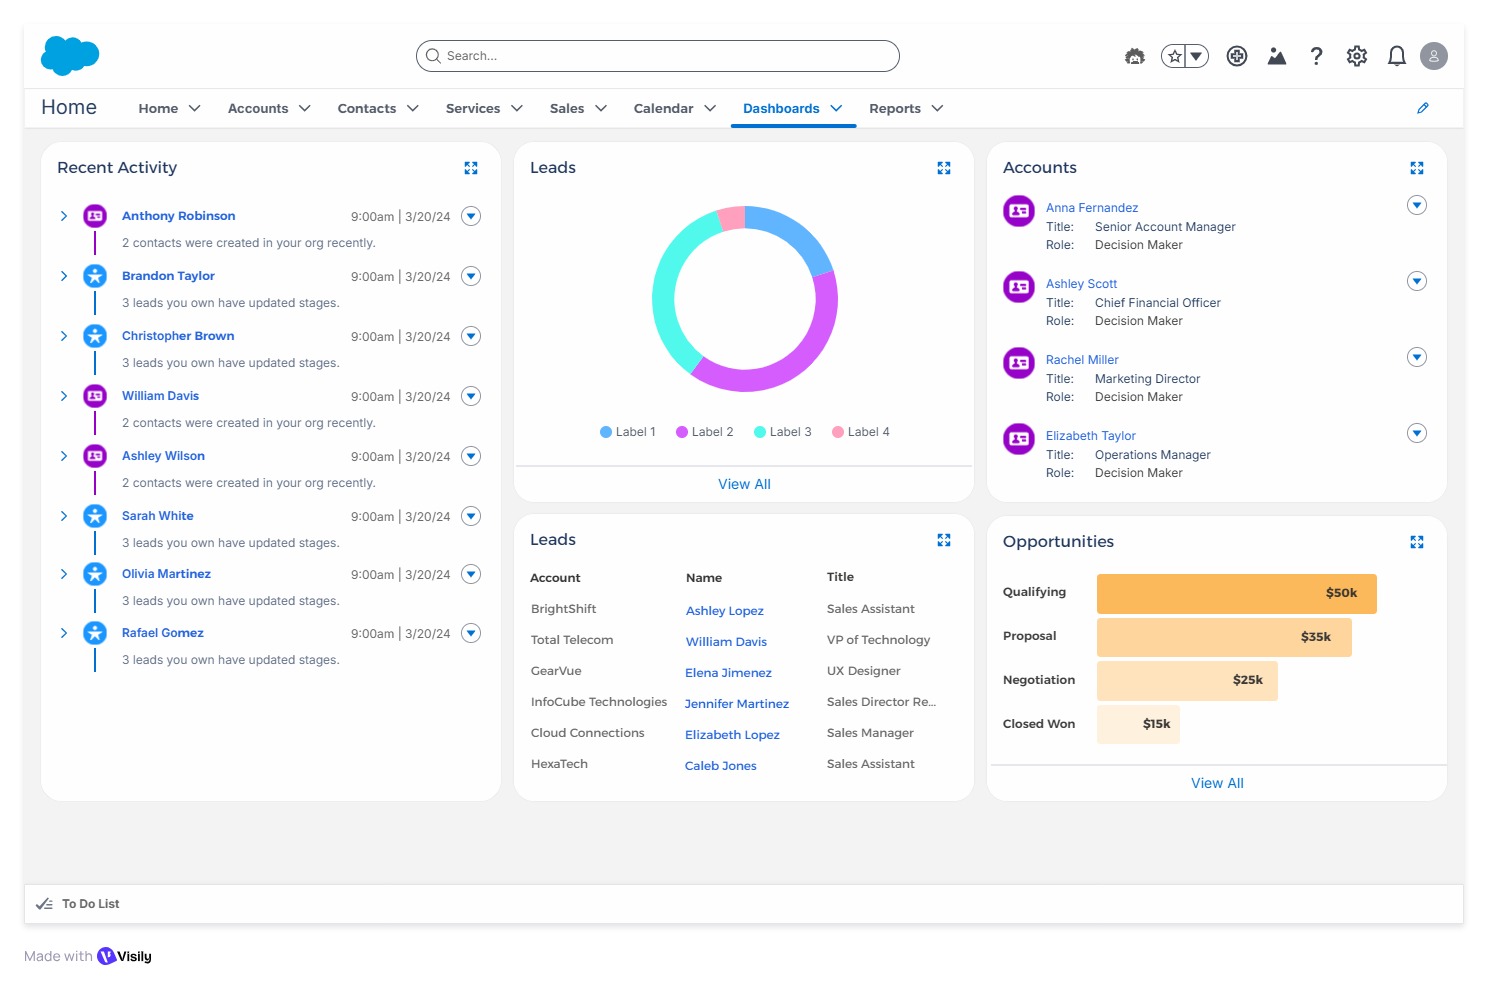 Search...
Home
Home
Accounts
Contacts
Services
Sales
Calendar
Dashboards
Reports
Recent Activity
Anthony Robinson 9:00am | 3/20/24
2 contacts were created in your org recently.
Brandon Taylor 9:00am | 3/20/24
3 leads you own have updated stages.
Christopher Brown 9:00am | 3/20/24
3 leads you own have updated stages.
William Davis 9:00am | 3/20/24
2 contacts were created in your org recently.
Ashley Wilson 9:00am | 3/20/24
2 contacts were created in your org recently.
Sarah White 9:00am | 3/20/24
3 leads you own have updated stages.
Olivia Martinez 9:00am | 3/20/24
3 leads you own have updated stages.
Rafael Gomez 9:00am | 3/20/24
3 leads you own have updated stages.
Leads
Label 1 Label 2 Label 3 Label 4
View All
Leads
Account Name Title
BrightShift Ashley Lopez Sales Assistant
Total Telecom William Davis VP of Technology
GearVue Elena Jimenez UX Designer
InfoCube Technologies Jennifer Martinez Sales Director Re...
Cloud Connections Elizabeth Lopez Sales Manager
HexaTech Caleb Jones Sales Assistant
Accounts
Anna Fernandez
Title: Senior Account Manager
Role: Decision Maker
Ashley Scott
Title: Chief Financial Officer
Role: Decision Maker
Rachel Miller
Title: Marketing Director
Role: Decision Maker
Elizabeth Taylor
Title: Operations Manager
Role: Decision Maker
Opportunities
Qualifying $50k
Proposal $35k
Negotiation $25k
Closed Won $15k
View All
To Do List
Made with Visily